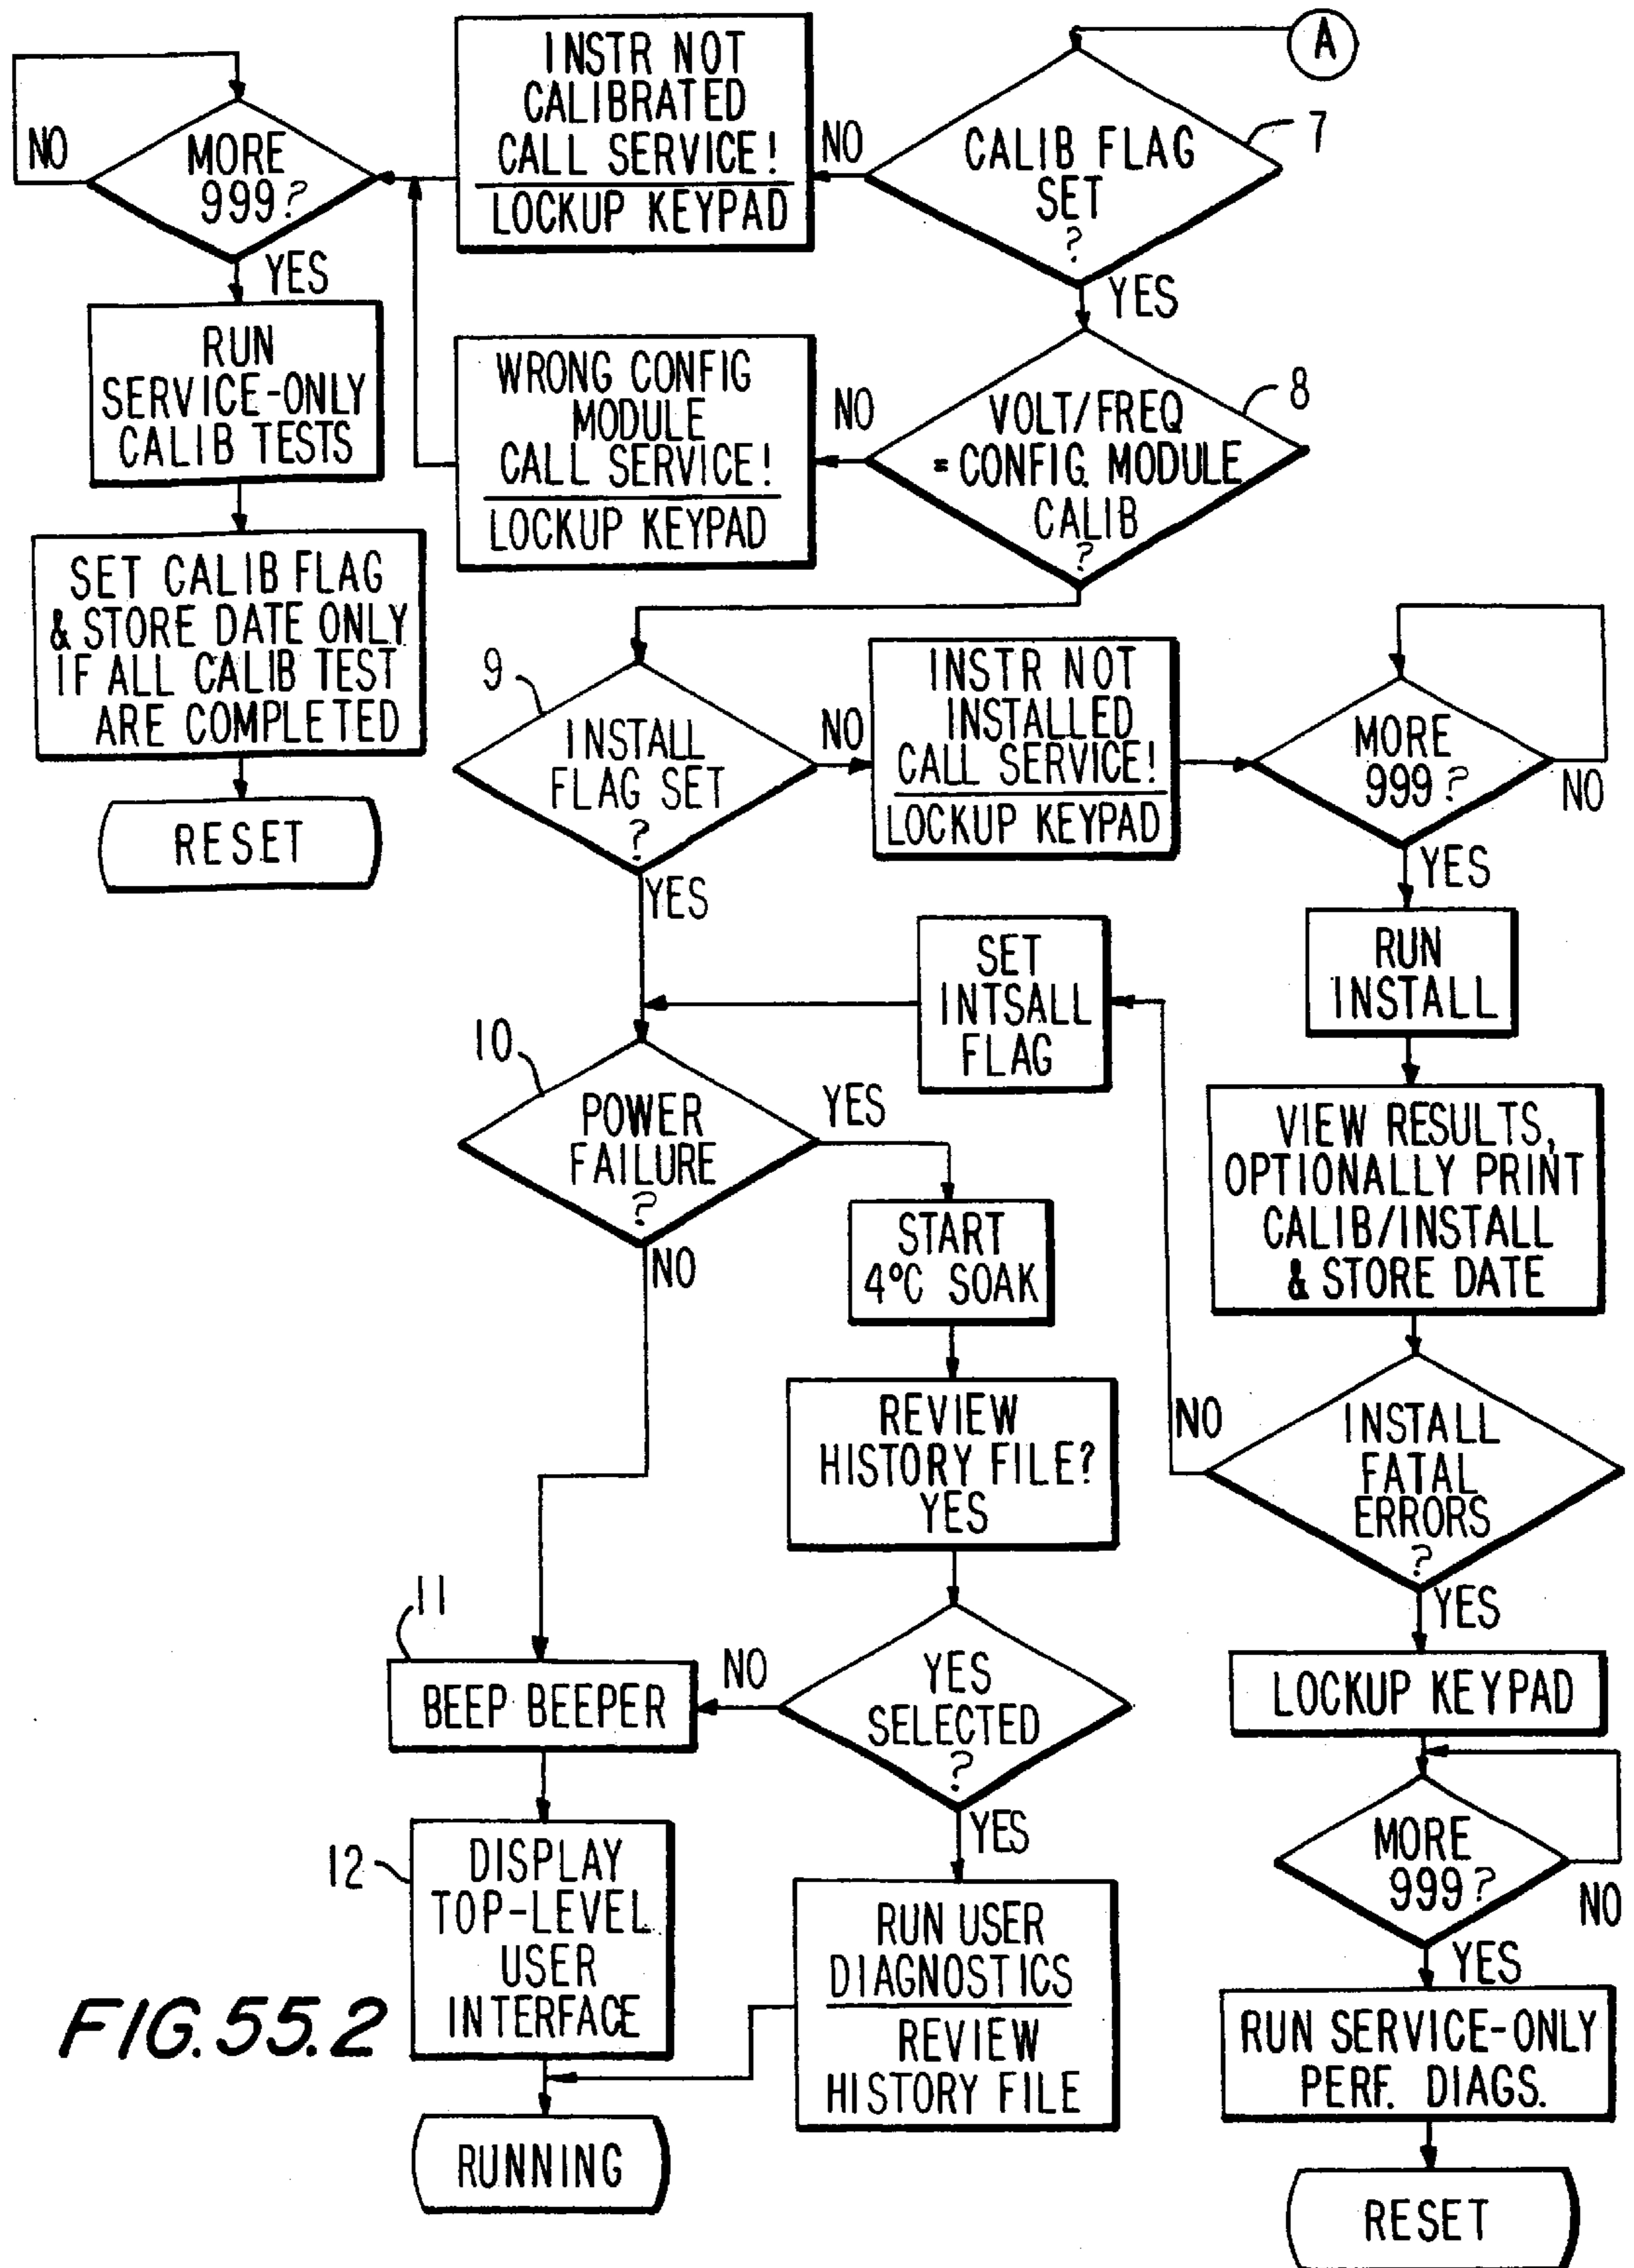 A
INSTR NOT
CALIBRATED
CALL SERVICE!
LOCKUP KEYPAD
NO
CALIB FLAG
SET
?
7
YES
NO
MORE
999?
YES
RUN
SERVICE-ONLY
CALIB TESTS
SET CALIB FLAG
& STORE DATE ONLY
IF ALL CALIB TEST
ARE COMPLETED
RESET
WRONG CONFIG
MODULE
CALL SERVICE!
LOCKUP KEYPAD
NO
VOLT/FREQ
= CONFIG. MODULE
CALIB
?
8
9
INSTALL
FLAG SET
?
NO
YES
INSTR NOT
INSTALLED
CALL SERVICE!
LOCKUP KEYPAD
MORE
999?
NO
YES
RUN
INSTALL
VIEW RESULTS,
OPTIONALLY PRINT
CALIB/INSTALL
& STORE DATE
INSTALL
FATAL
ERRORS
?
NO
YES
SET
INTSALL
FLAG
10
POWER
FAILURE
?
YES
NO
START
4°C SOAK
REVIEW
HISTORY FILE?
YES
YES
SELECTED
?
NO
YES
11
BEEP BEEPER
12
DISPLAY
TOP-LEVEL
USER
INTERFACE
RUN USER
DIAGNOSTICS
REVIEW
HISTORY FILE
RUNNING
LOCKUP KEYPAD
MORE
999?
NO
YES
RUN SERVICE-ONLY
PERF. DIAGS.
RESET
FIG.55.2